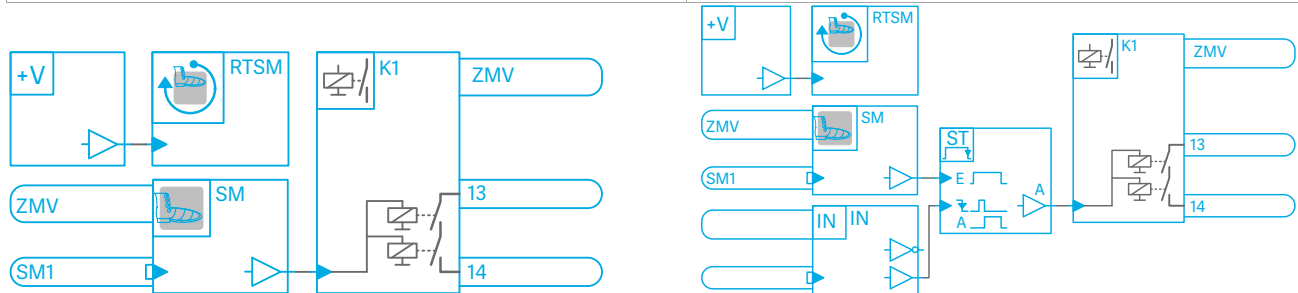 +V
RTSM
K1
ZMV
ZMV
SM
13
SM1
14
+V
RTSM
K1
ZMV
ZMV
SM
ST
13
SM1
E
A
14
IN
IN
A